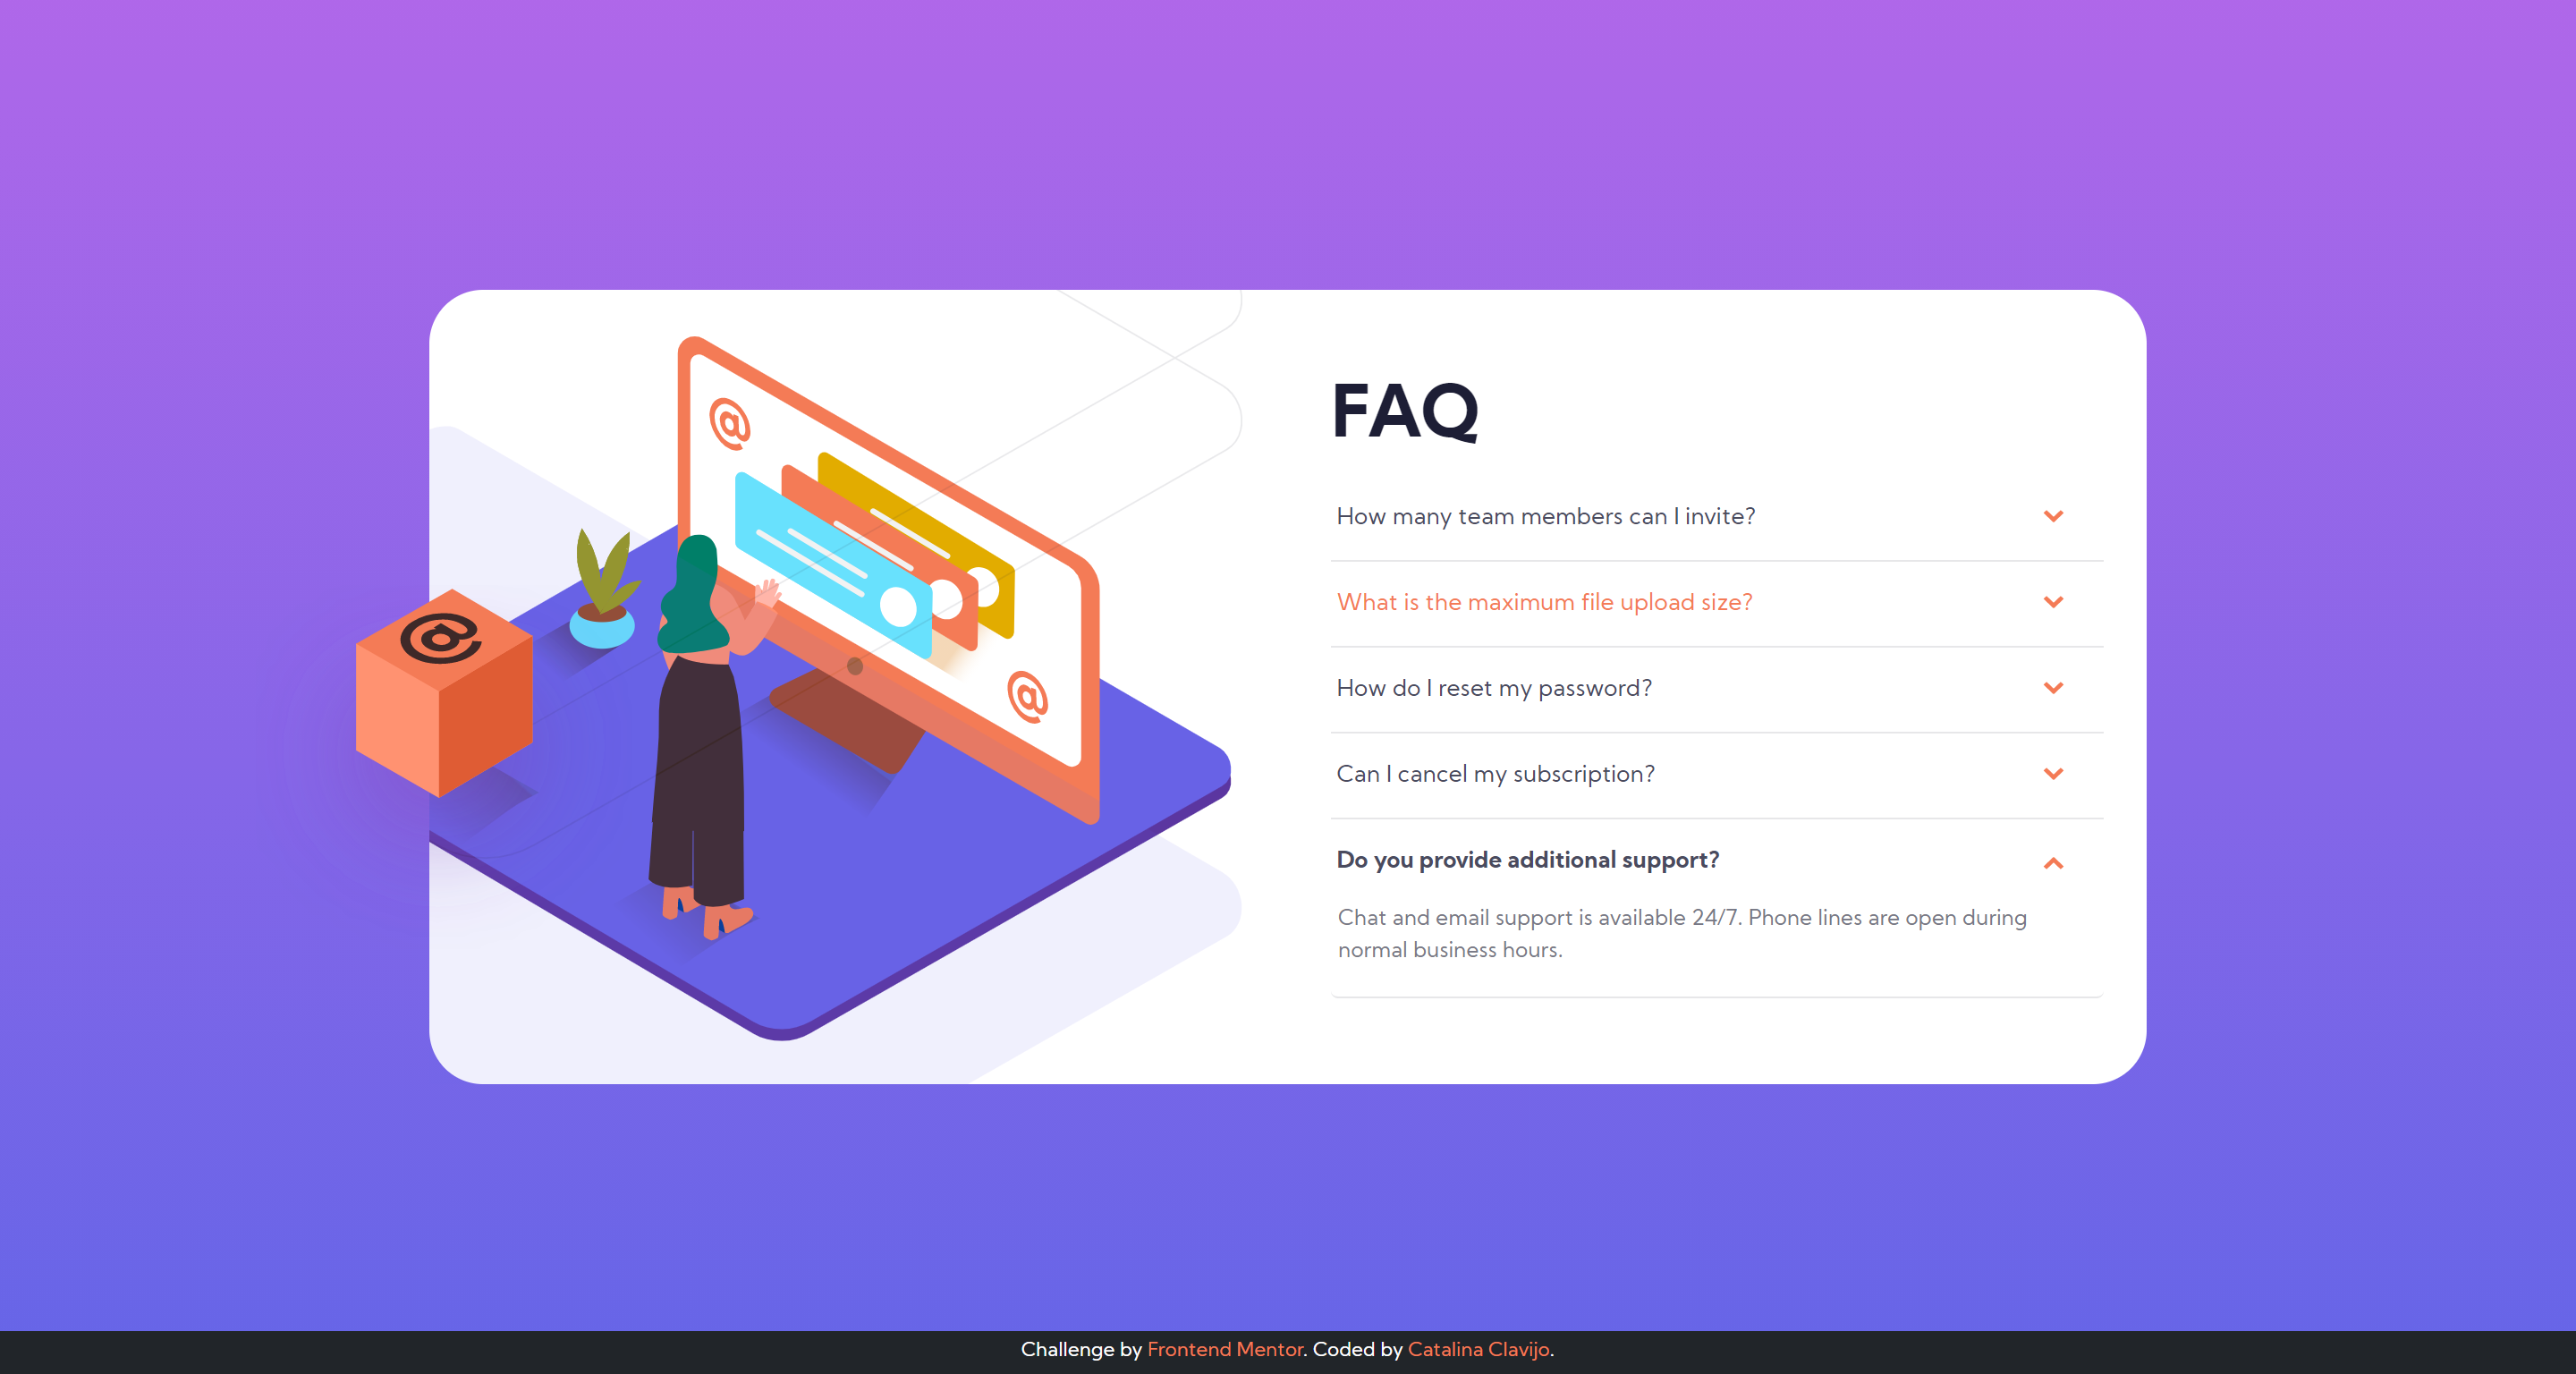 @
@
@
FAQ
How many team members can I invite?
What is the maximum file upload size?
How do I reset my password?
Can I cancel my subscription?
Do you provide additional support?
Chat and email support is available 24/7. Phone lines are open during
normal business hours.
Challenge by Frontend Mentor. Coded by Catalina Clavijo.